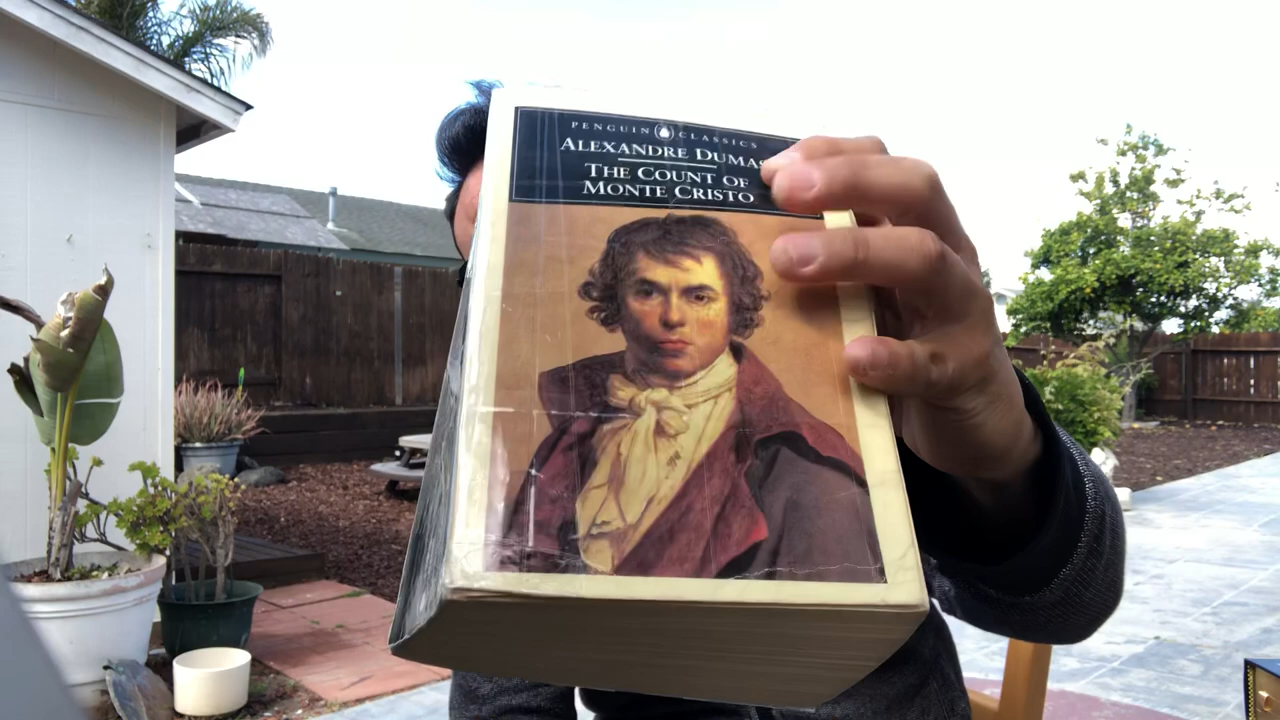 PENGUIN CLASSICS
ALEXANDRE DUMAS
THE COUNT OF
MONTE CRISTO